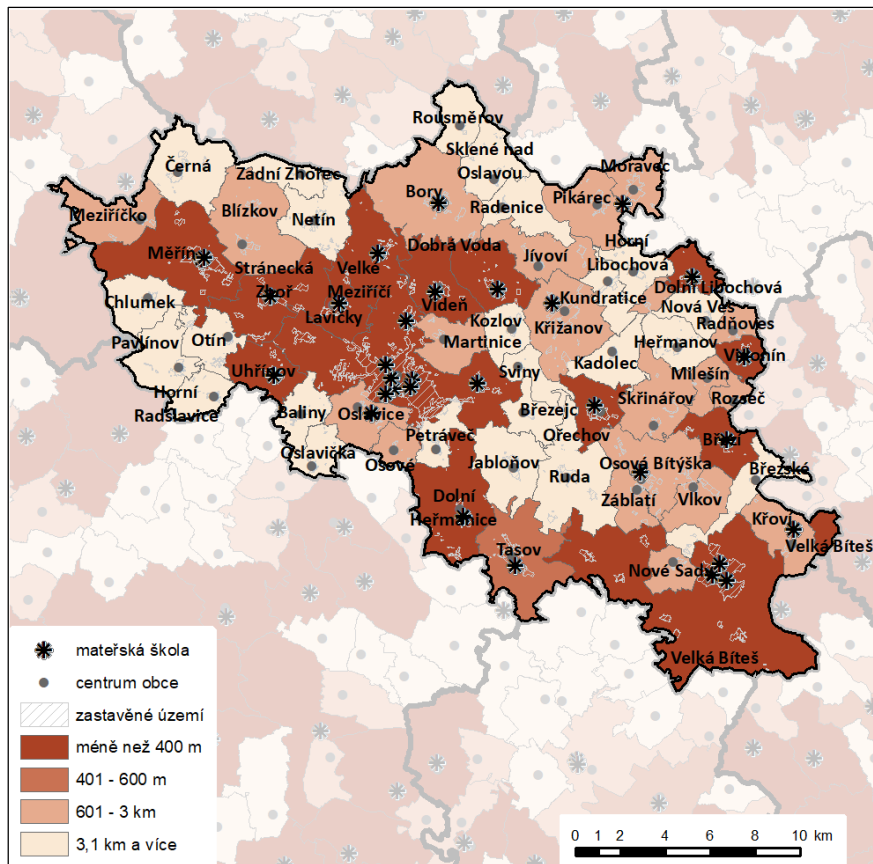 Rousměrov
Sklené nad
Oslavou
Černá
Zadní Zhořec
Moravec
Bory
Pikárec
Meziříčko
Blízkov
Netín
Radenice
Horní
Libochová
Měřín
Dobrá Voda
Jívoví
Stránecká
Zhoř
Velké
Meziříčí
Dolní Libochová
Chlumek
Lavičky
Vídeň
Kundratice
Nová Ves
Kozlov
Křižanov
Radňoves
Pavlínov
Otín
Martinice
Heřmanov
Vidonín
Kadolec
Uhřínov
Sviny
Milešín
Horní
Radslavice
Skřinářov
Rozseč
Baliny
Oslavice
Březejc
Ořechov
Březí
Petráveč
Oslavička
Osové
Jabloňov
Ruda
Osová Bítýška
Březské
Dolní
Heřmanice
Záblatí
Vlkov
Křoví
Velká Bíteš
Tasov
Nové Sady
Velká Bíteš
mateřská škola
centrum obce
zastavěné území
méně než 400 m
401 - 600 m
601 - 3 km
3,1 km a více
0 1 2 4 6 8 10 km